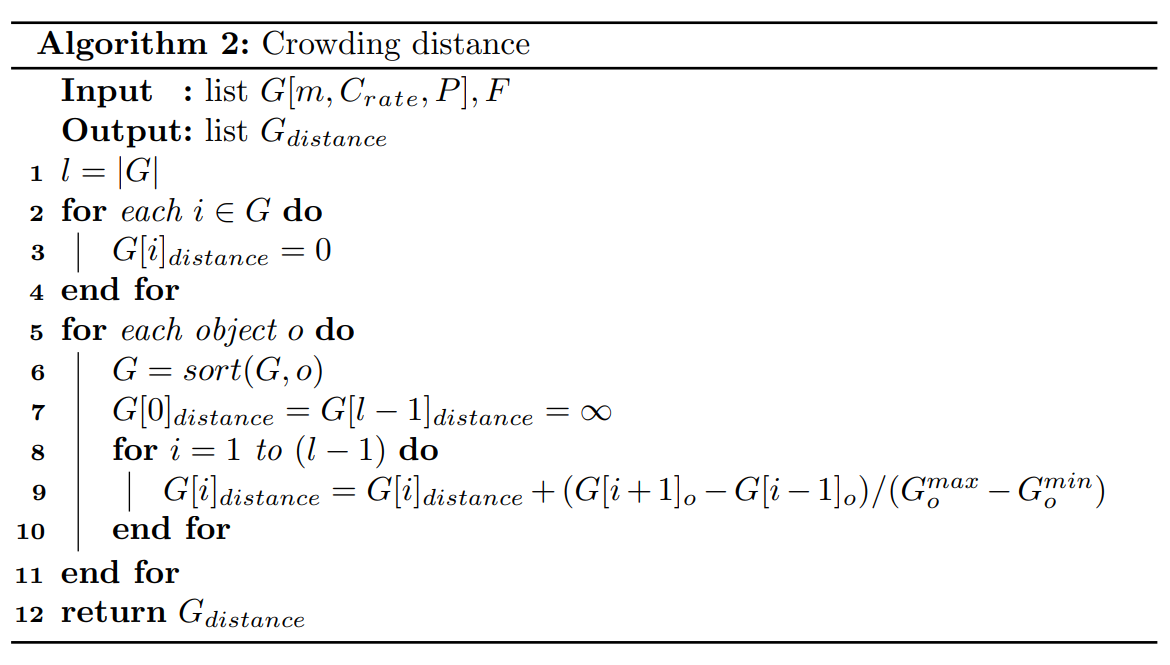 Algorithm 2: Crowding distance
Input : list G[m, C_rate, P], F
Output: list G_distance
1 l = |G|
2 for each i ∈ G do
3 G[i]_distance = 0
4 end for
5 for each object o do
6 G = sort(G, o)
7 G[0]_distance = G[l − 1]_distance = ∞
8 for i = 1 to (l − 1) do
9 G[i]_distance = G[i]_distance + (G[i+1]_o − G[i−1]_o)/(G_o^max − G_o^min)
10 end for
11 end for
12 return G_distance